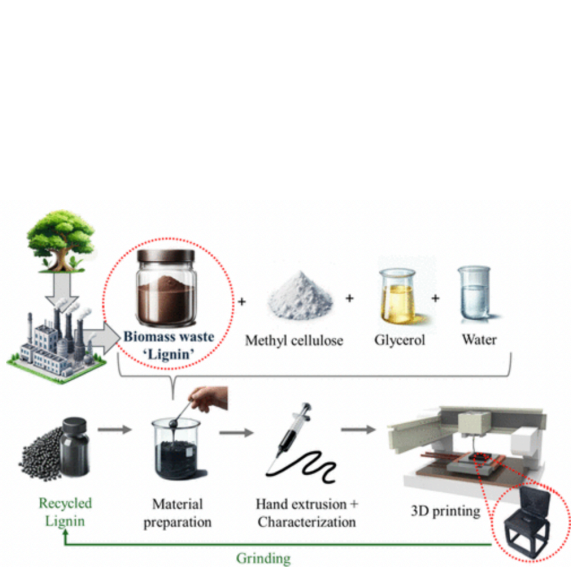 Biomass waste
'Lignin'
+
Methyl cellulose
+
Glycerol
+
Water
Recycled
Lignin
Material
preparation
Hand extrusion +
Characterization
3D printing
Grinding